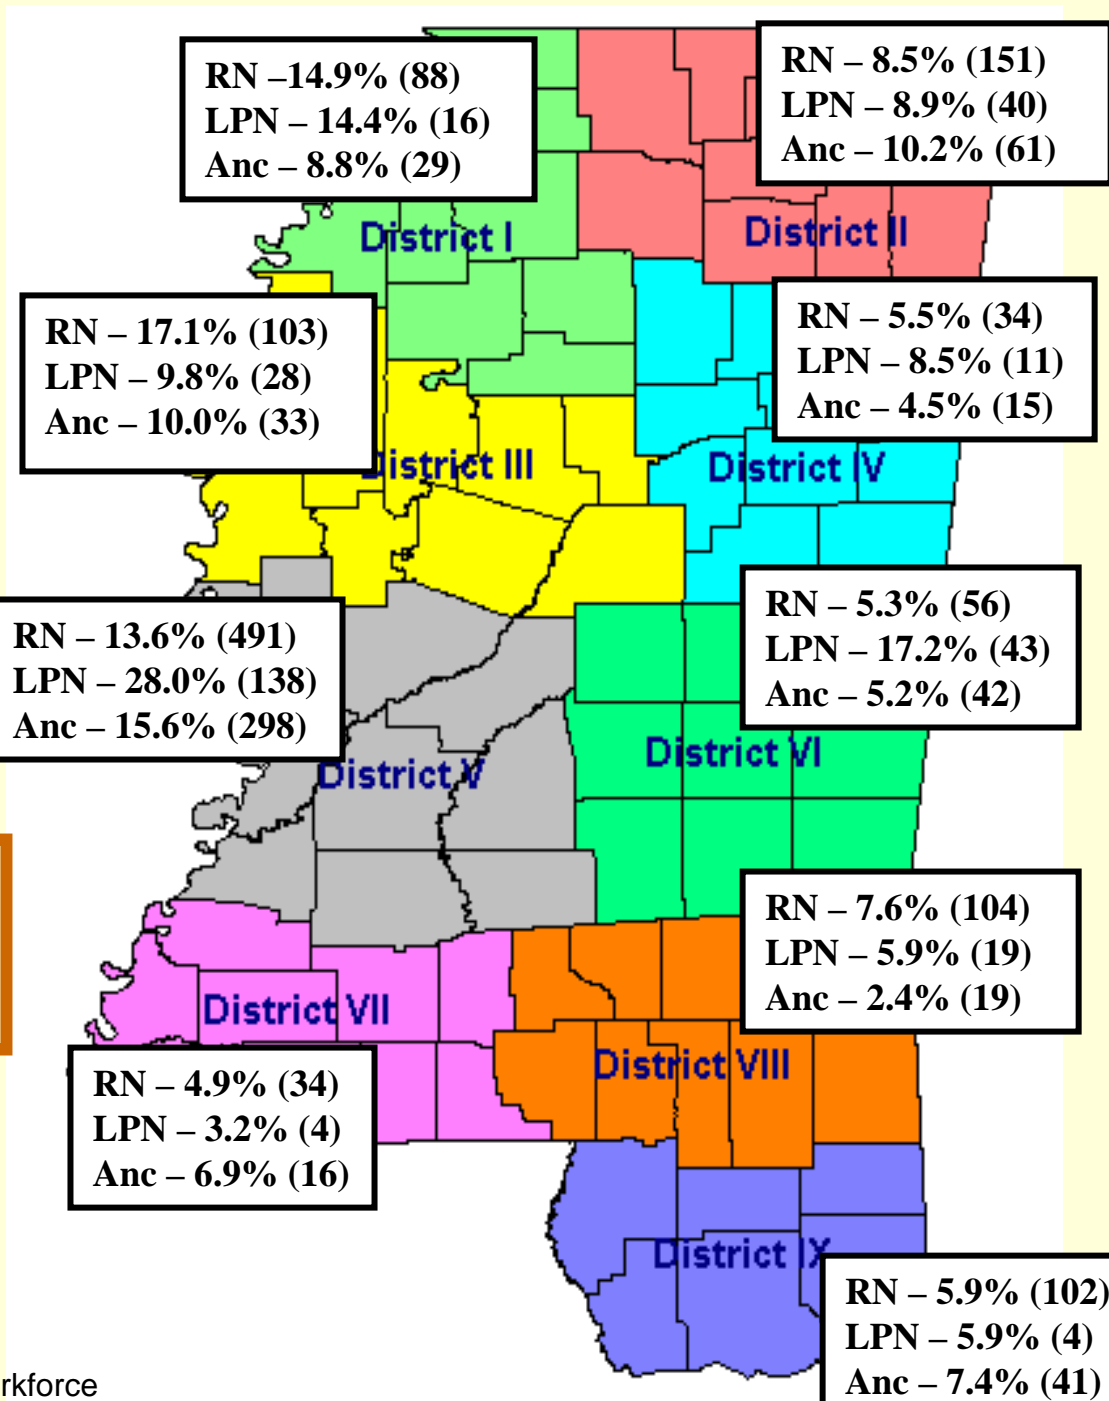 RN –14.9% (88)
LPN – 14.4% (16)
Anc – 8.8% (29)
RN – 8.5% (151)
LPN – 8.9% (40)
Anc – 10.2% (61)
District I
District II
RN – 17.1% (103)
LPN – 9.8% (28)
Anc – 10.0% (33)
RN – 5.5% (34)
LPN – 8.5% (11)
Anc – 4.5% (15)
District III
District IV
RN – 13.6% (491)
LPN – 28.0% (138)
Anc – 15.6% (298)
RN – 5.3% (56)
LPN – 17.2% (43)
Anc – 5.2% (42)
District V
District VI
RN – 7.6% (104)
LPN – 5.9% (19)
Anc – 2.4% (19)
District VII
District VIII
RN – 4.9% (34)
LPN – 3.2% (4)
Anc – 6.9% (16)
District IX
RN – 5.9% (102)
LPN – 5.9% (4)
Anc – 7.4% (41)
rkforce